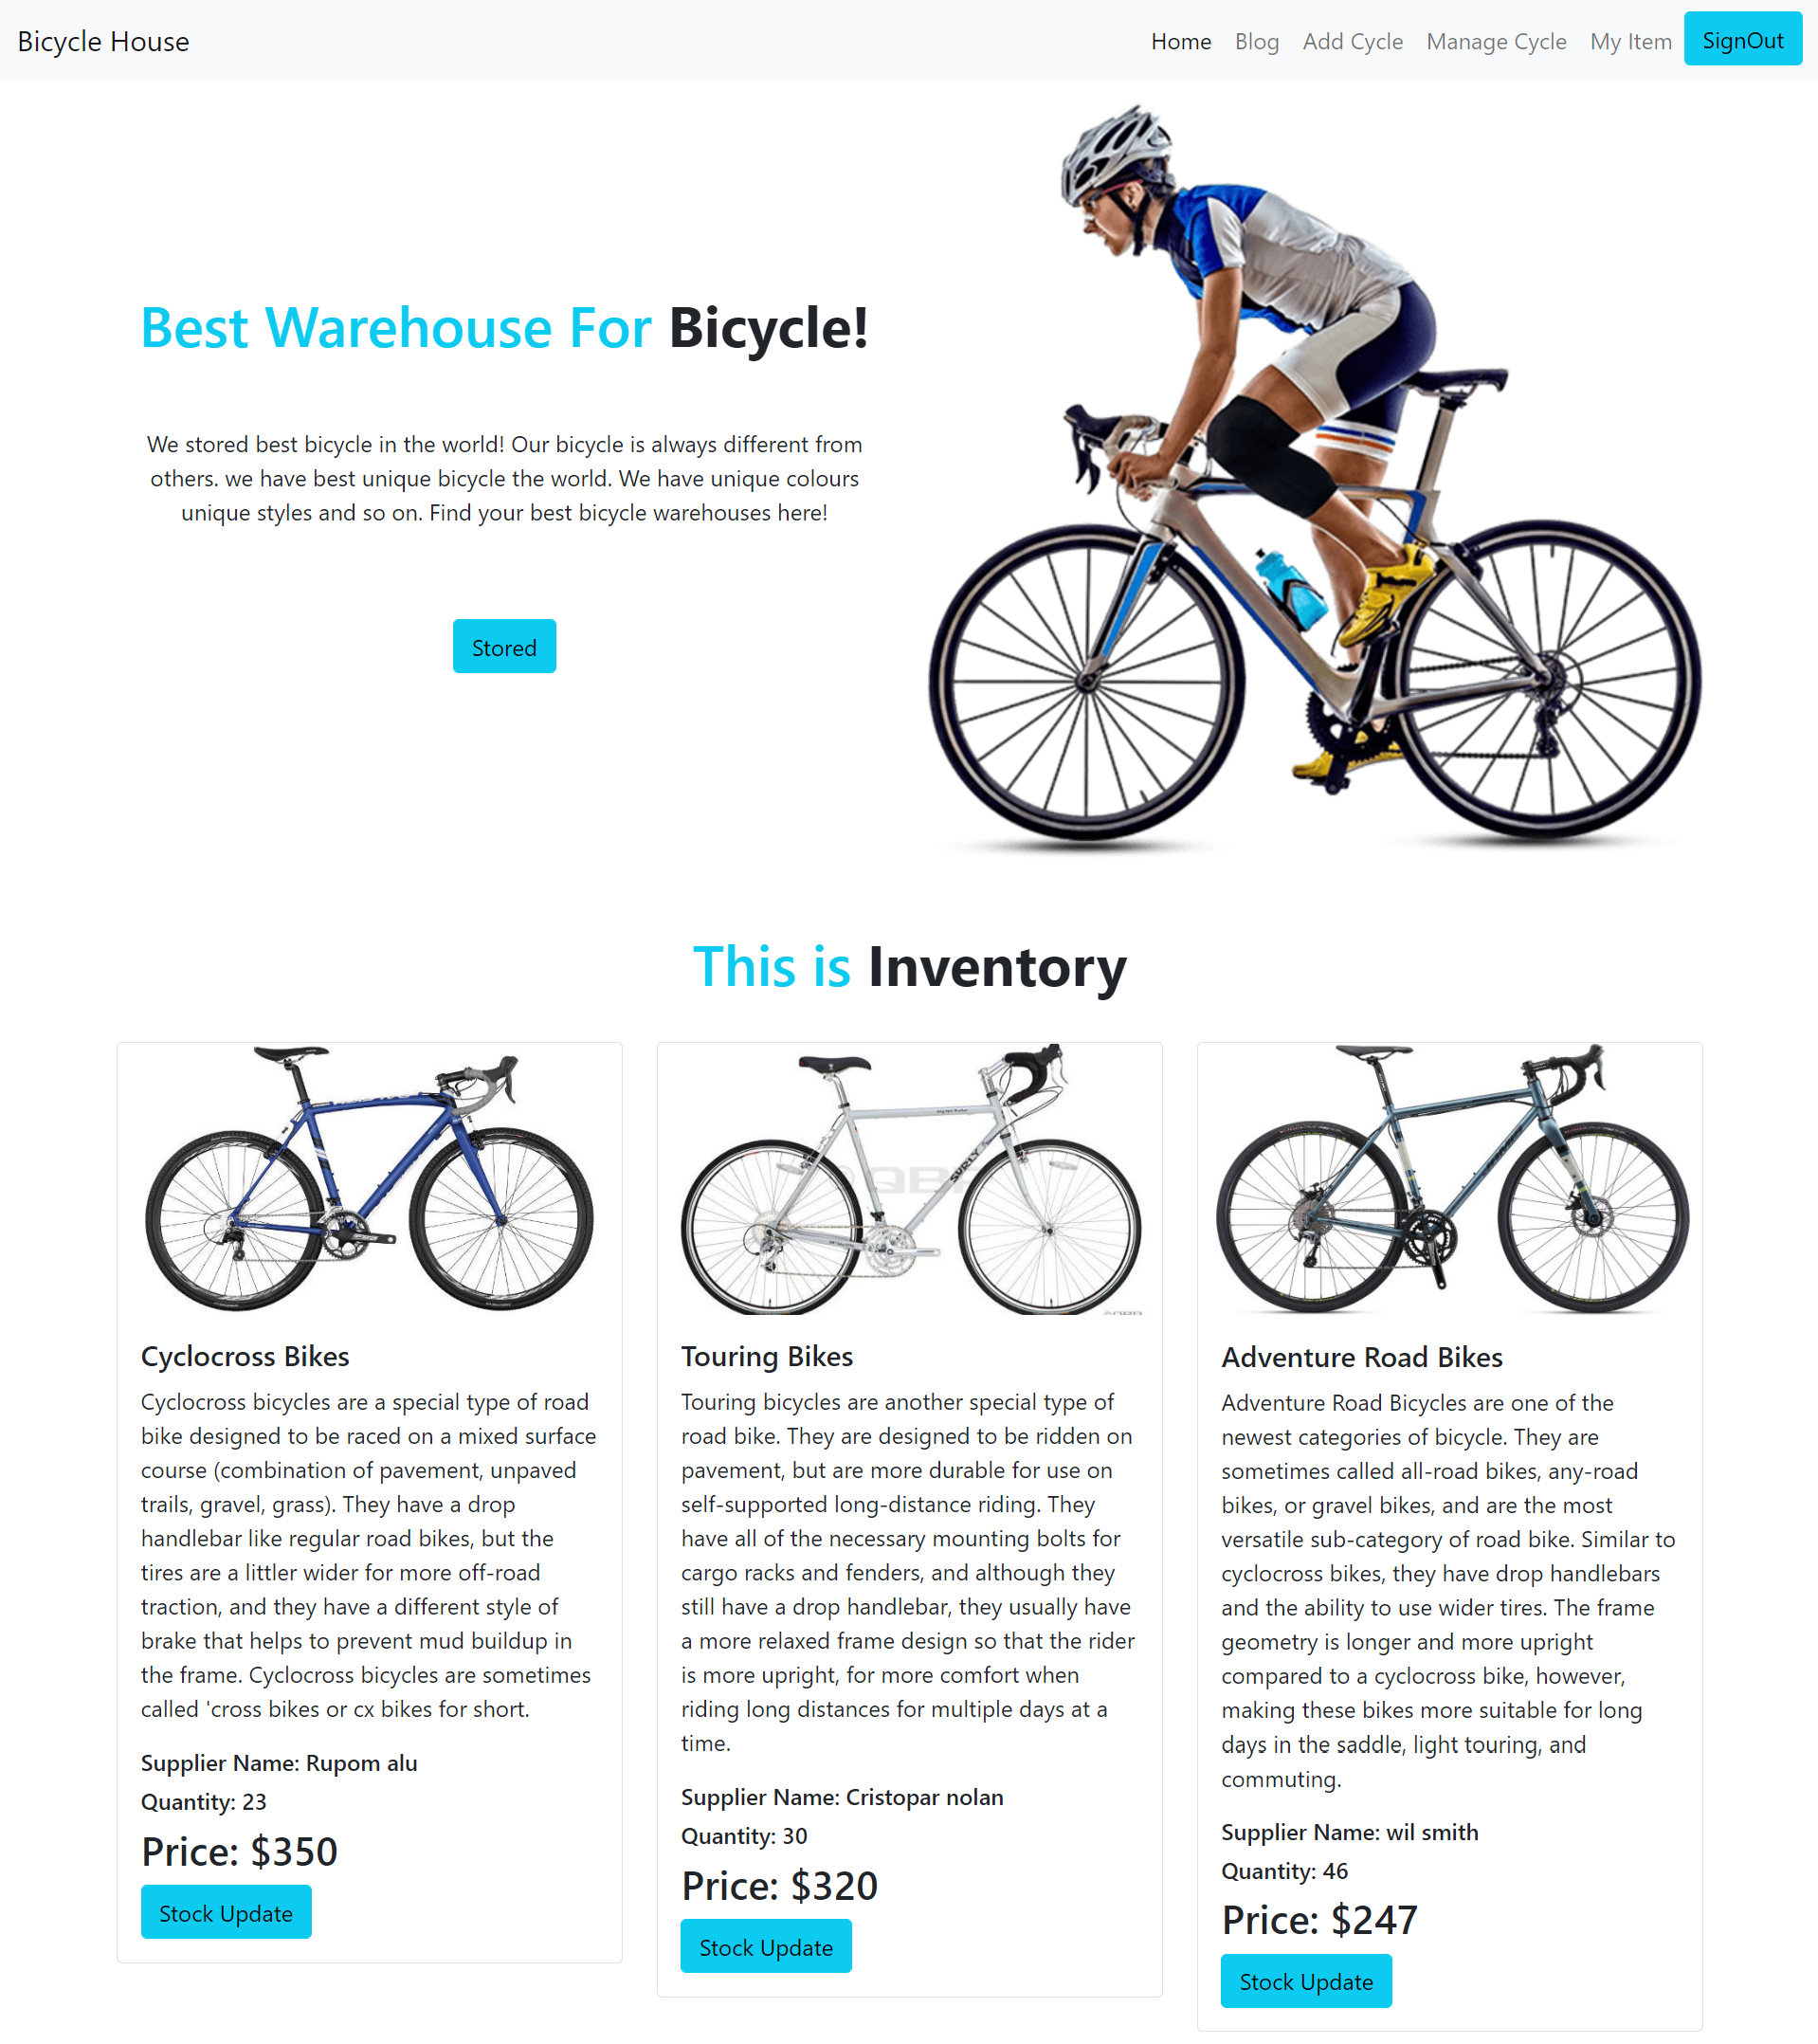 Bicycle House
Home Blog Add Cycle Manage Cycle My Item SignOut
Best Warehouse For Bicycle!
We stored best bicycle in the world! Our bicycle is always different from
others. we have best unique bicycle the world. We have unique colours
unique styles and so on. Find your best bicycle warehouses here!
Stored
This is Inventory
Cyclocross Bikes
Cyclocross bicycles are a special type of road
bike designed to be raced on a mixed surface
course (combination of pavement, unpaved
trails, gravel, grass). They have a drop
handlebar like regular road bikes, but the
tires are a littler wider for more off-road
traction, and they have a different style of
brake that helps to prevent mud buildup in
the frame. Cyclocross bicycles are sometimes
called 'cross bikes or cx bikes for short.
Supplier Name: Rupom alu
Quantity: 23
Price: $350
Stock Update
SURLY
QBP
©QBP
Touring Bikes
Touring bicycles are another special type of
road bike. They are designed to be ridden on
pavement, but are more durable for use on
self-supported long-distance riding. They
have all of the necessary mounting bolts for
cargo racks and fenders, and although they
still have a drop handlebar, they usually have
a more relaxed frame design so that the rider
is more upright, for more comfort when
riding long distances for multiple days at a
time.
Supplier Name: Cristopar nolan
Quantity: 30
Price: $320
Stock Update
Adventure Road Bikes
Adventure Road Bicycles are one of the
newest categories of bicycle. They are
sometimes called all-road bikes, any-road
bikes, or gravel bikes, and are the most
versatile sub-category of road bike. Similar to
cyclocross bikes, they have drop handlebars
and the ability to use wider tires. The frame
geometry is longer and more upright
compared to a cyclocross bike, however,
making these bikes more suitable for long
days in the saddle, light touring, and
commuting.
Supplier Name: wil smith
Quantity: 46
Price: $247
Stock Update